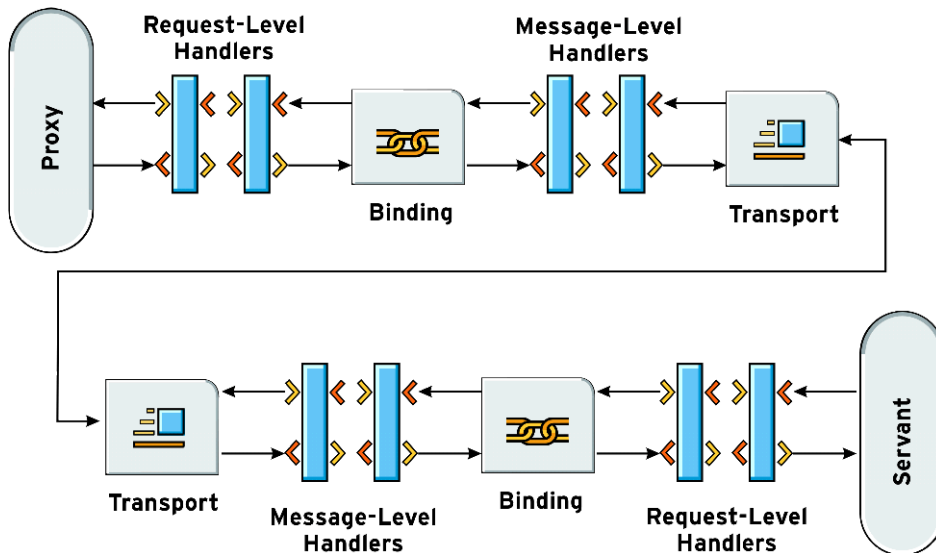 Request-Level
Handlers
Message-Level
Handlers
Proxy
Binding
Transport
Servant
Transport
Binding
Message-Level
Handlers
Request-Level
Handlers